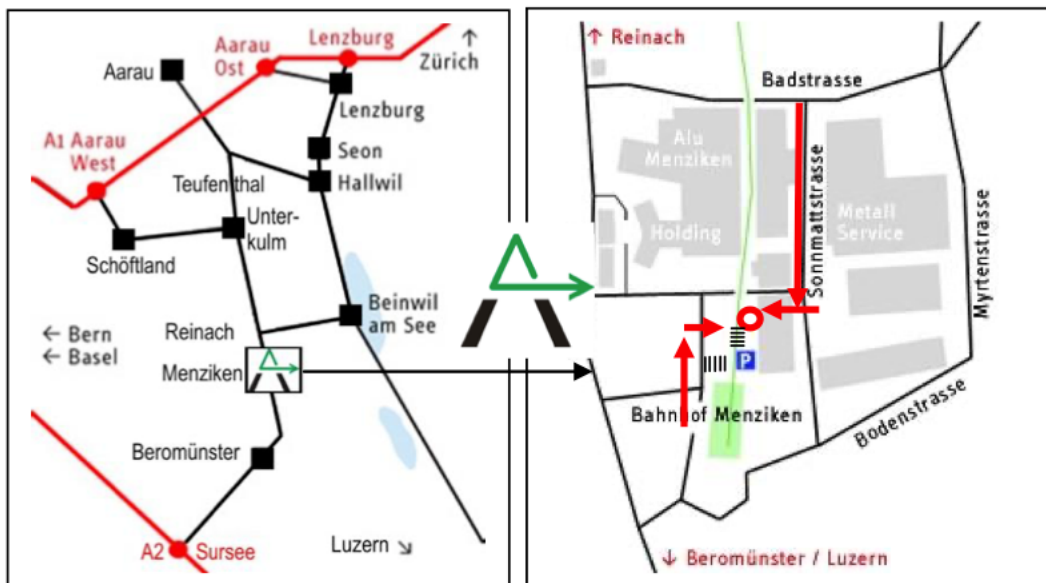 Aarau
Ost
Lenzburg
↑
Zürich
Aarau
Lenzburg
A1 Aarau
West
Seon
Teufenthal
Hallwil
Unter-
kulm
Schöftland
Beinwil
am See
← Bern
← Basel
Reinach
Menziken
Beromünster
A2 Sursee
Luzern ↘
↑ Reinach
Badstrasse
Alu
Menziken
Sonnmattstrasse
Holding
Metall
Service
Myrtenstrasse
P
Bahnhof Menziken
Bodenstrasse
↓ Beromünster / Luzern